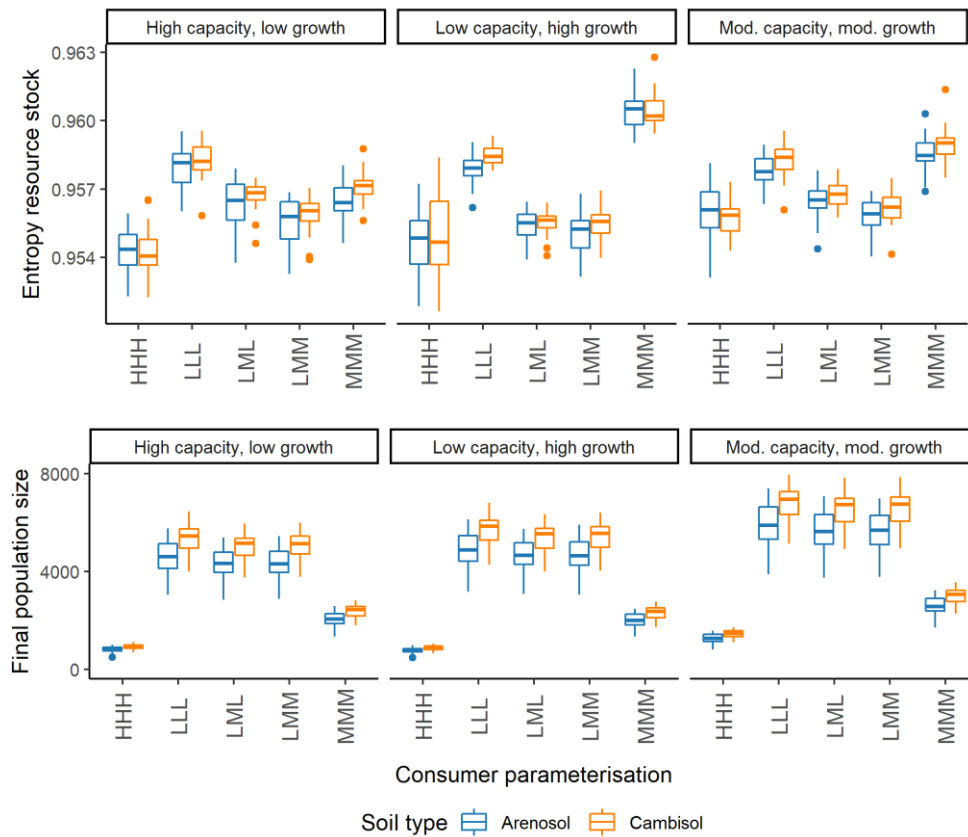 High capacity, low growth
Low capacity, high growth
Mod. capacity, mod. growth
Entropy resource stock
0.963
0.960
0.957
0.954
HHH
LLL
LML
LMM
MMM
HHH
LLL
LML
LMM
MMM
HHH
LLL
LML
LMM
MMM
High capacity, low growth
Low capacity, high growth
Mod. capacity, mod. growth
Final population size
8000
4000
0
HHH
LLL
LML
LMM
MMM
HHH
LLL
LML
LMM
MMM
HHH
LLL
LML
LMM
MMM
Consumer parameterisation
Soil type Arenosol Cambisol